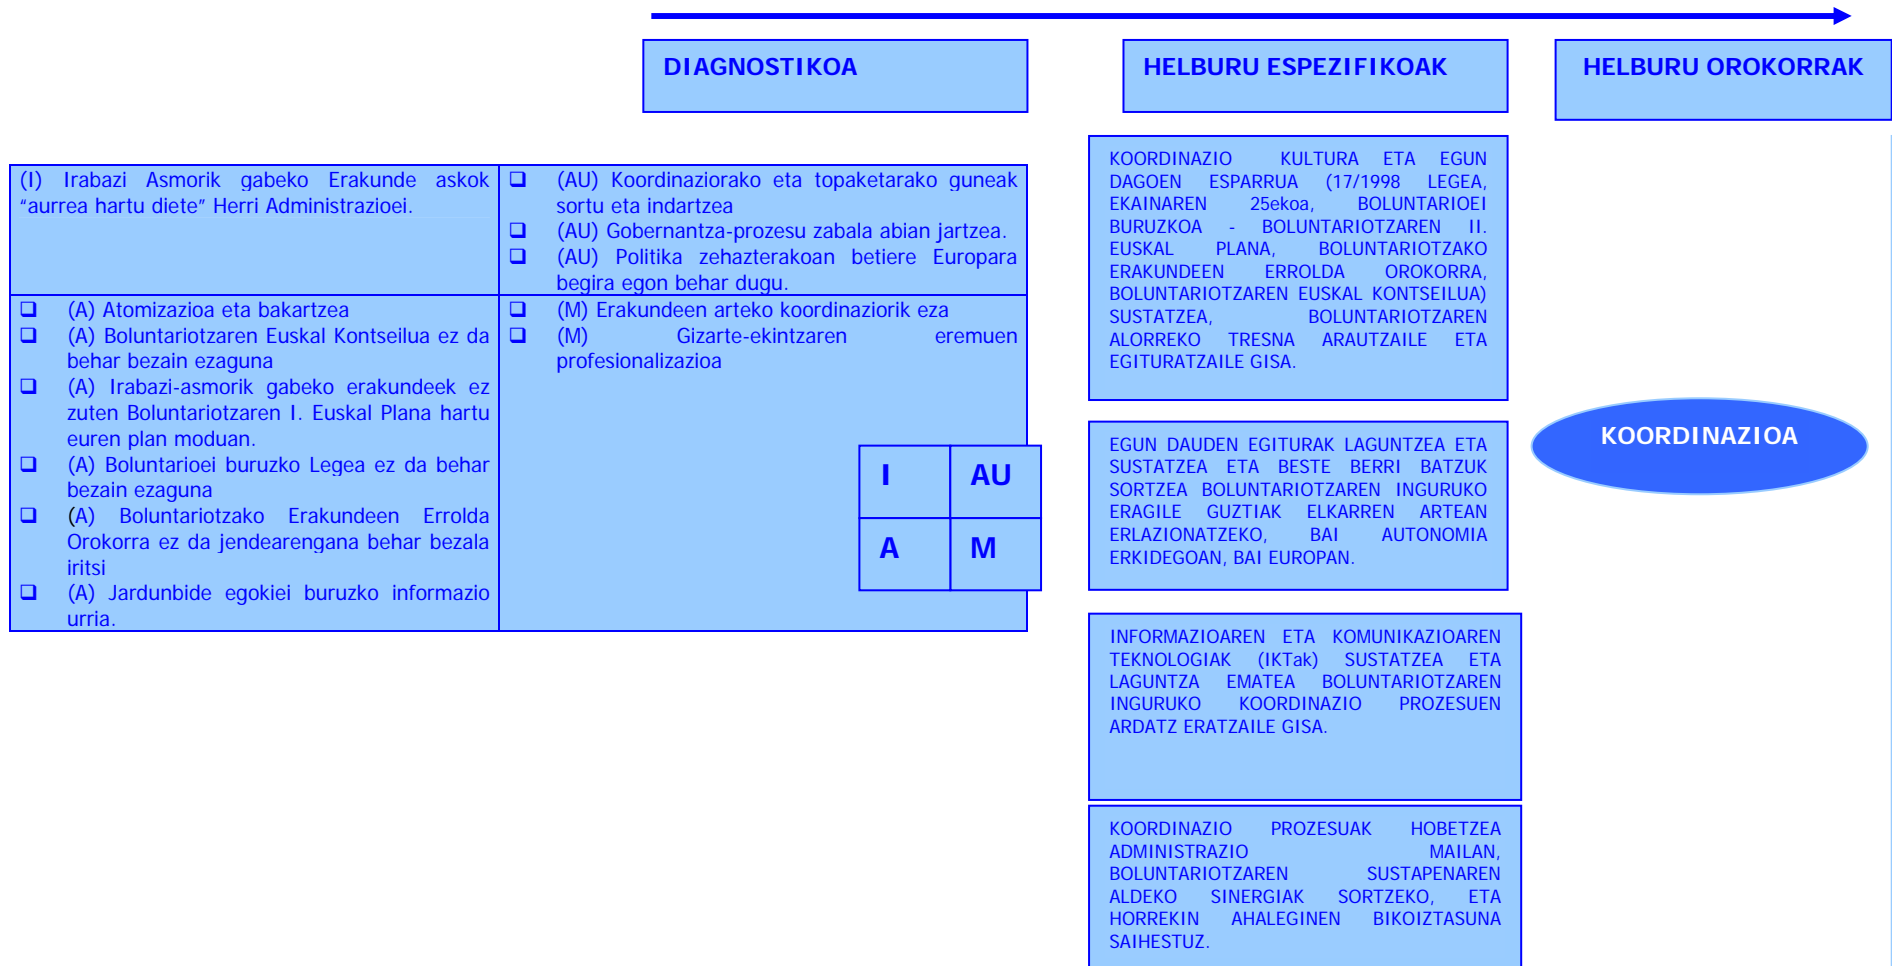 DIAGNOSTIKOA
HELBURU ESPEZIFIKOAK
HELBURU OROKORRAK
(I) Irabazi Asmorik gabeko Erakunde askok
“aurrea hartu diete” Herri Administrazioei.
(AU) Koordinaziorako eta topaketarako guneak
sortu eta indartzea
(AU) Gobernantza-prozesu zabala abian jartzea.
(AU) Politika zehazterakoan betiere Europara
begira egon behar dugu.
(A) Atomizazioa eta bakartzea
(A) Boluntariotzaren Euskal Kontseilua ez da
behar bezain ezaguna
(A) Irabazi-asmorik gabeko erakundeek ez
zuten Boluntariotzaren I. Euskal Plana hartu
euren plan moduan.
(A) Boluntarioei buruzko Legea ez da behar
bezain ezaguna
(A) Boluntariotzako Erakundeen Errolda
Orokorra ez da jendearengana behar bezala
iritsi
(A) Jardunbide egokiei buruzko informazio
urria.
(M) Erakundeen arteko koordinaziorik eza
(M) Gizarte-ekintzaren eremuen
profesionalizazioa
I AU
A M
KOORDINAZIO KULTURA ETA EGUN
DAGOEN ESPARRUA (17/1998 LEGEA,
EKAINAREN 25ekoa, BOLUNTARIOEI
BURUZKOA - BOLUNTARIOTZAREN II.
EUSKAL PLANA, BOLUNTARIOTZAKO
ERAKUNDEEN ERROLDA OROKORRA,
BOLUNTARIOTZAREN EUSKAL KONTSEILUA)
SUSTATZEA, BOLUNTARIOTZAREN
ALORREKO TRESNA ARAUTZAILE ETA
EGITURATZAILE GISA.
EGUN DAUDEN EGITURAK LAGUNTZEA ETA
SUSTATZEA ETA BESTE BERRI BATZUK
SORTZEA BOLUNTARIOTZAREN INGURUKO
ERAGILE GUZTIAK ELKARREN ARTEAN
ERLAZIONATZEKO, BAI AUTONOMIA
ERKIDEGOAN, BAI EUROPAN.
INFORMAZIOAREN ETA KOMUNIKAZIOAREN
TEKNOLOGIAK (IKTak) SUSTATZEA ETA
LAGUNTZA EMATEA BOLUNTARIOTZAREN
INGURUKO KOORDINAZIO PROZESUEN
ARDATZ ERATZAILE GISA.
KOORDINAZIO PROZESUAK HOBETZEA
ADMINISTRAZIO MAILAN,
BOLUNTARIOTZAREN SUSTAPENAREN
ALDEKO SINERGIAK SORTZEKO, ETA
HORREKIN AHALEGINEN BIKOIZTASUNA
SAIHESTUZ.
KOORDINAZIOA